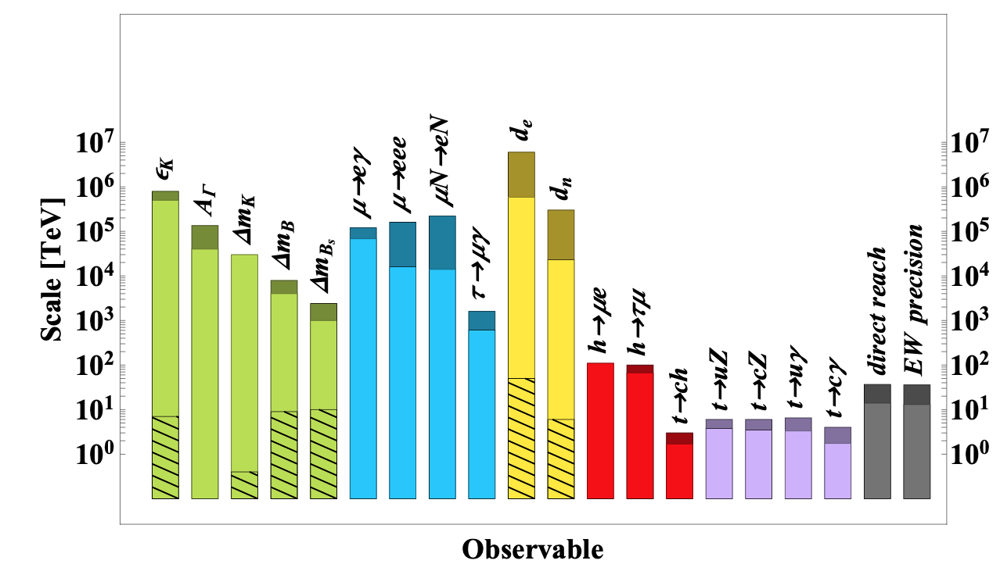 10⁷
10⁶
10⁵
10⁴
10³
10²
10¹
10⁰
Scale [TeV]
ϵ_K
A_Γ
Δm_K
Δm_B
Δm_{B_s}
μ→eγ
μ→eee
μN→eN
τ→μγ
d_e
d_n
h→μe
h→τμ
t→ch
t→uZ
t→cZ
t→uγ
t→cγ
direct reach
EW precision
10⁷
10⁶
10⁵
10⁴
10³
10²
10¹
10⁰
Observable